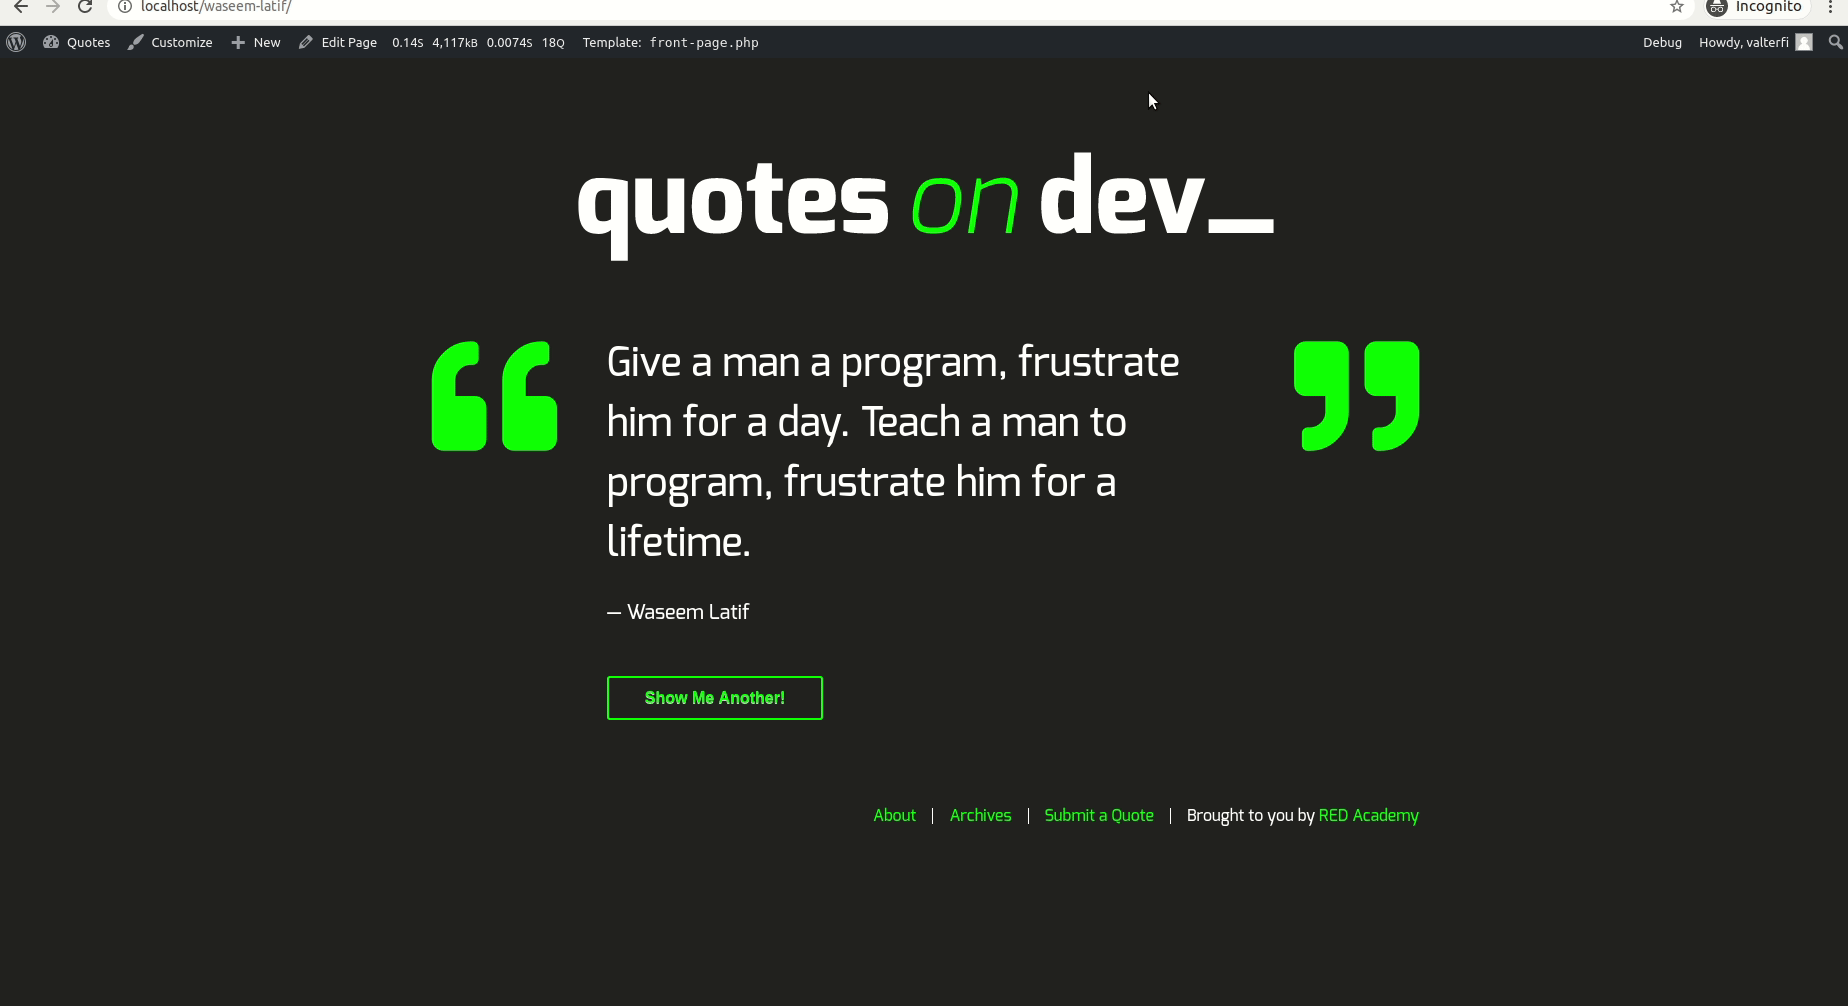 localhost/waseem-latif/
Incognito
Quotes Customize New Edit Page 0.14S 4,117KB 0.0074S 18Q Template: front-page.php Debug Howdy, valterfi
quotes on dev_
“ Give a man a program, frustrate ”
him for a day. Teach a man to
program, frustrate him for a
lifetime.
— Waseem Latif
Show Me Another!
About | Archives | Submit a Quote | Brought to you by RED Academy